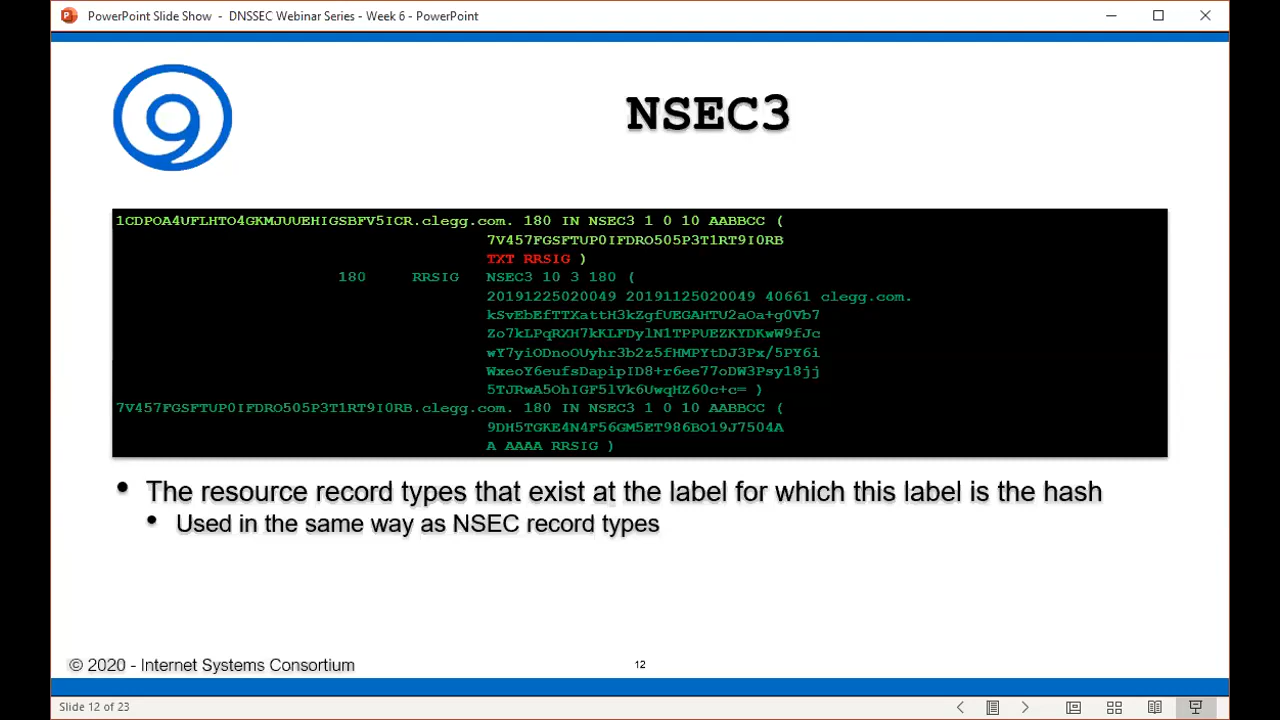 PowerPoint Slide Show - DNSSEC Webinar Series - Week 6 - PowerPoint
NSEC3
1CDPOA4UFLHTO4GKMJUUEHIGSBFV5ICR.clegg.com. 180 IN NSEC3 1 0 10 AABBCC (
7V457FGSFTUP0IFDRO505P3T1RT9I0RB
TXT RRSIG )
180 RRSIG NSEC3 10 3 180 (
20191225020049 20191125020049 40661 clegg.com.
kSvEbEfTTXattH3kZgfUEGAHTU2aOa+g0Vb7
Zo7kLPqRXH7kKLFDylN1TPPUEZKYDKwW9fJc
wY7yiODnoOUyhr3b2z5fHMPYtDJ3Px/5PY6i
WxeoY6eufsDapipID8+r6ee77oDW3Psy18jj
5TJRwA5OhIGF5lVk6UwqHZ60c+c= )
7V457FGSFTUP0IFDRO505P3T1RT9I0RB.clegg.com. 180 IN NSEC3 1 0 10 AABBCC (
9DH5TGKE4N4F56GM5ET986BO19J7504A
A AAAA RRSIG )
• The resource record types that exist at the label for which this label is the hash
• Used in the same way as NSEC record types
© 2020 - Internet Systems Consortium
12
Slide 12 of 23